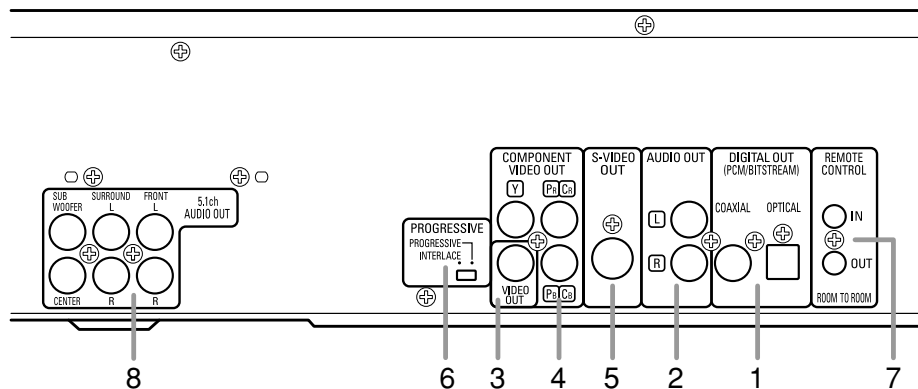 COMPONENT
VIDEO OUT
Y
PR CR
PB CB
VIDEO
OUT
S-VIDEO
OUT
AUDIO OUT
L
R
DIGITAL OUT
(PCM/BITSTREAM)
COAXIAL
OPTICAL
REMOTE
CONTROL
IN
OUT
ROOM TO ROOM
SUB
WOOFER
SURROUND
L
FRONT
L
5.1ch
AUDIO OUT
CENTER
R
R
PROGRESSIVE
PROGRESSIVE
INTERLACE
8
6
3
4
5
2
1
7